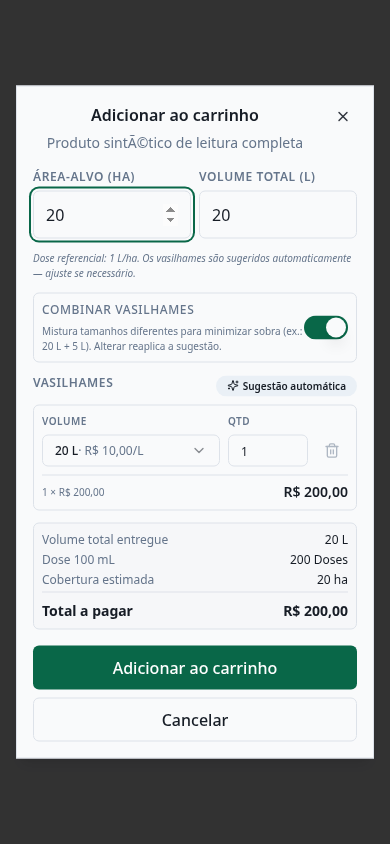 Adicionar ao carrinho
Produto sintÃ©tico de leitura completa
ÁREA-ALVO (HA)
VOLUME TOTAL (L)
20
20
Dose referencial: 1 L/ha. Os vasilhames são sugeridos automaticamente
— ajuste se necessário.
COMBINAR VASILHAMES
Mistura tamanhos diferentes para minimizar sobra (ex.:
20 L + 5 L). Alterar reaplica a sugestão.
VASILHAMES
Sugestão automática
VOLUME
QTD
20 L· R$ 10,00/L
1
1 × R$ 200,00
R$ 200,00
Volume total entregue
20 L
Dose 100 mL
200 Doses
Cobertura estimada
20 ha
Total a pagar
R$ 200,00
Adicionar ao carrinho
Cancelar